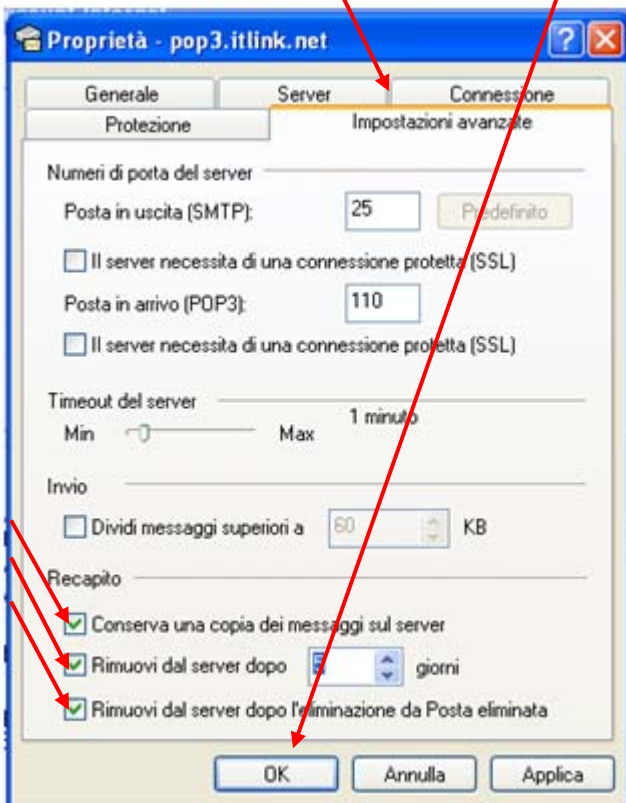 Proprietà - pop3.itlink.net
Generale Server Connessione
Protezione Impostazioni avanzate
Numeri di porta del server
Posta in uscita (SMTP): 25 Predefinito
Il server necessita di una connessione protetta (SSL)
Posta in arrivo (POP3): 110
Il server necessita di una connessione protetta (SSL)
Timeout del server
Min Max 1 minuto
Invio
Dividi messaggi superiori a 60 KB
Recapito
Conserva una copia dei messaggi sul server
Rimuovi dal server dopo giorni
Rimuovi dal server dopo l'eliminazione da Posta eliminata
OK Annulla Applica